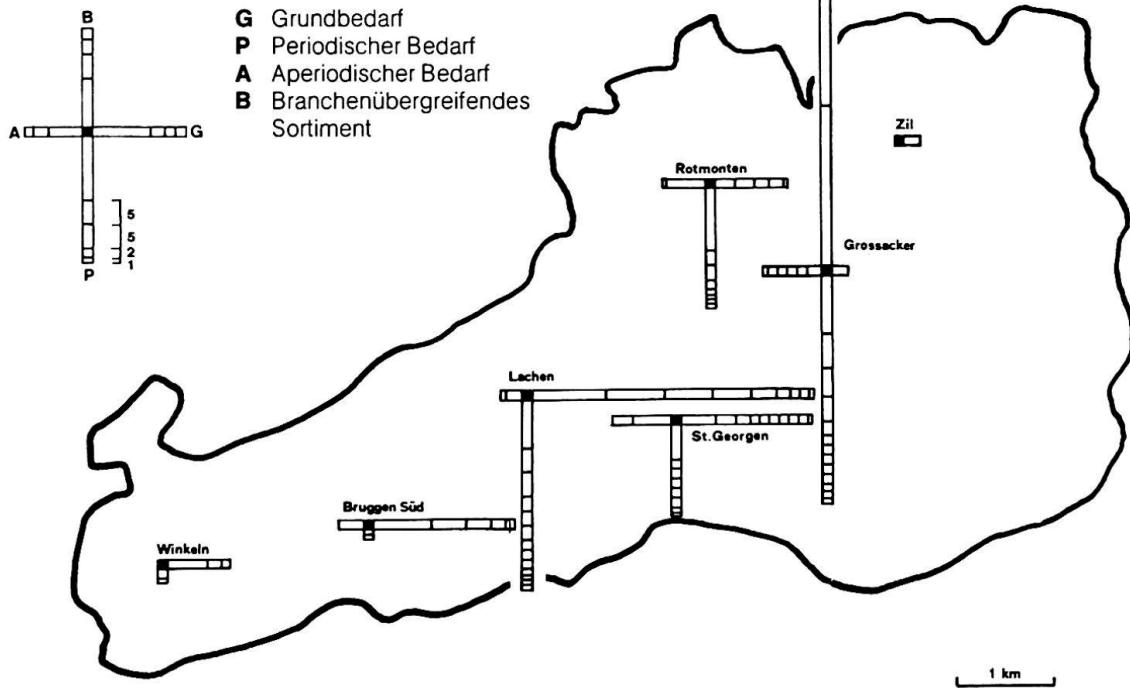 B
A G
5
5
2
1
P
G Grundbedarf
P Periodischer Bedarf
A Aperiodischer Bedarf
B Branchenübergreifendes
Sortiment
Zil
Rotmonten
Grossacker
Lachen
St.Georgen
Bruggen Süd
Winkeln
1 km